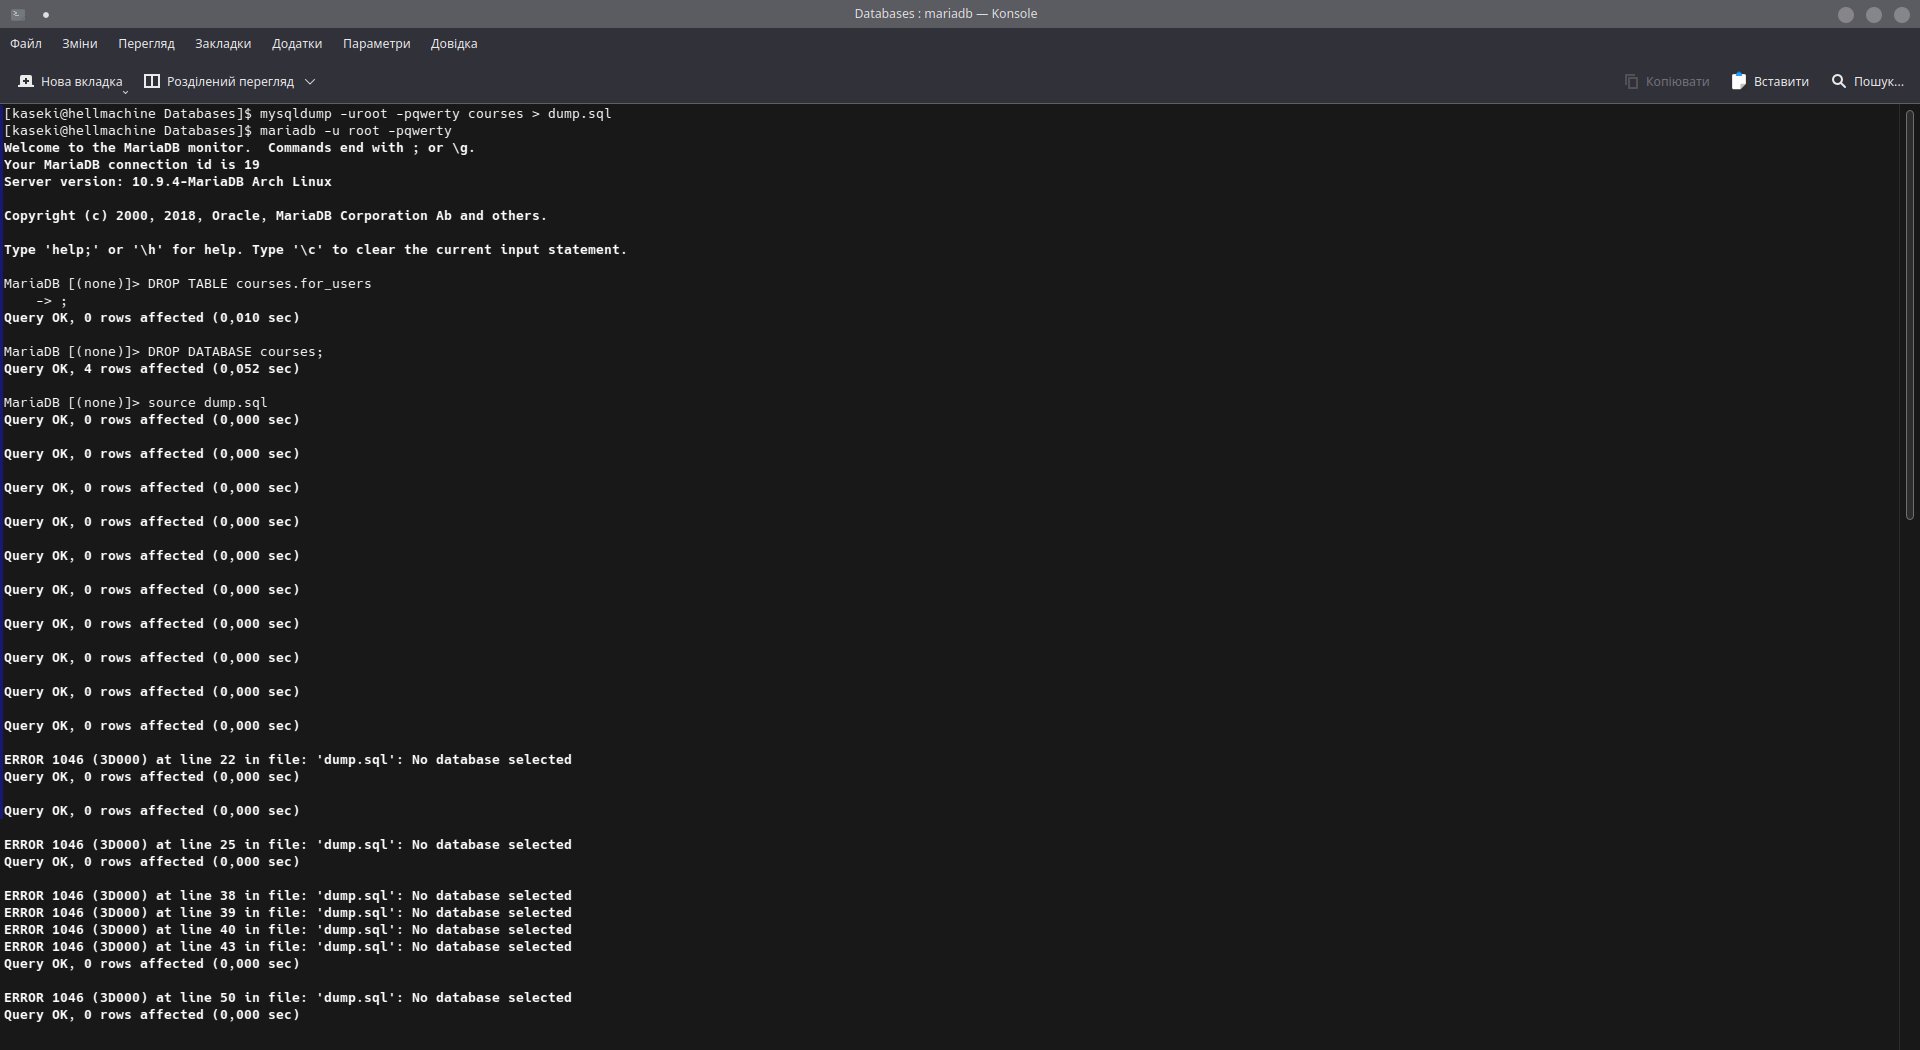 Databases : mariadb — Konsole
Файл Зміни Перегляд Закладки Додатки Параметри Довідка
Нова вкладка Розділений перегляд Копіювати Вставити Пошук...
[kaseki@hellmachine Databases]$ mysqldump -uroot -pqwerty courses > dump.sql
[kaseki@hellmachine Databases]$ mariadb -u root -pqwerty
Welcome to the MariaDB monitor.  Commands end with ; or \g.
Your MariaDB connection id is 19
Server version: 10.9.4-MariaDB Arch Linux
Copyright (c) 2000, 2018, Oracle, MariaDB Corporation Ab and others.
Type 'help;' or '\h' for help. Type '\c' to clear the current input statement.
MariaDB [(none)]> DROP TABLE courses.for_users
    -> ;
Query OK, 0 rows affected (0,010 sec)
MariaDB [(none)]> DROP DATABASE courses;
Query OK, 4 rows affected (0,052 sec)
MariaDB [(none)]> source dump.sql
Query OK, 0 rows affected (0,000 sec)
Query OK, 0 rows affected (0,000 sec)
Query OK, 0 rows affected (0,000 sec)
Query OK, 0 rows affected (0,000 sec)
Query OK, 0 rows affected (0,000 sec)
Query OK, 0 rows affected (0,000 sec)
Query OK, 0 rows affected (0,000 sec)
Query OK, 0 rows affected (0,000 sec)
Query OK, 0 rows affected (0,000 sec)
Query OK, 0 rows affected (0,000 sec)
ERROR 1046 (3D000) at line 22 in file: 'dump.sql': No database selected
Query OK, 0 rows affected (0,000 sec)
Query OK, 0 rows affected (0,000 sec)
ERROR 1046 (3D000) at line 25 in file: 'dump.sql': No database selected
Query OK, 0 rows affected (0,000 sec)
ERROR 1046 (3D000) at line 38 in file: 'dump.sql': No database selected
ERROR 1046 (3D000) at line 39 in file: 'dump.sql': No database selected
ERROR 1046 (3D000) at line 40 in file: 'dump.sql': No database selected
ERROR 1046 (3D000) at line 43 in file: 'dump.sql': No database selected
Query OK, 0 rows affected (0,000 sec)
ERROR 1046 (3D000) at line 50 in file: 'dump.sql': No database selected
Query OK, 0 rows affected (0,000 sec)